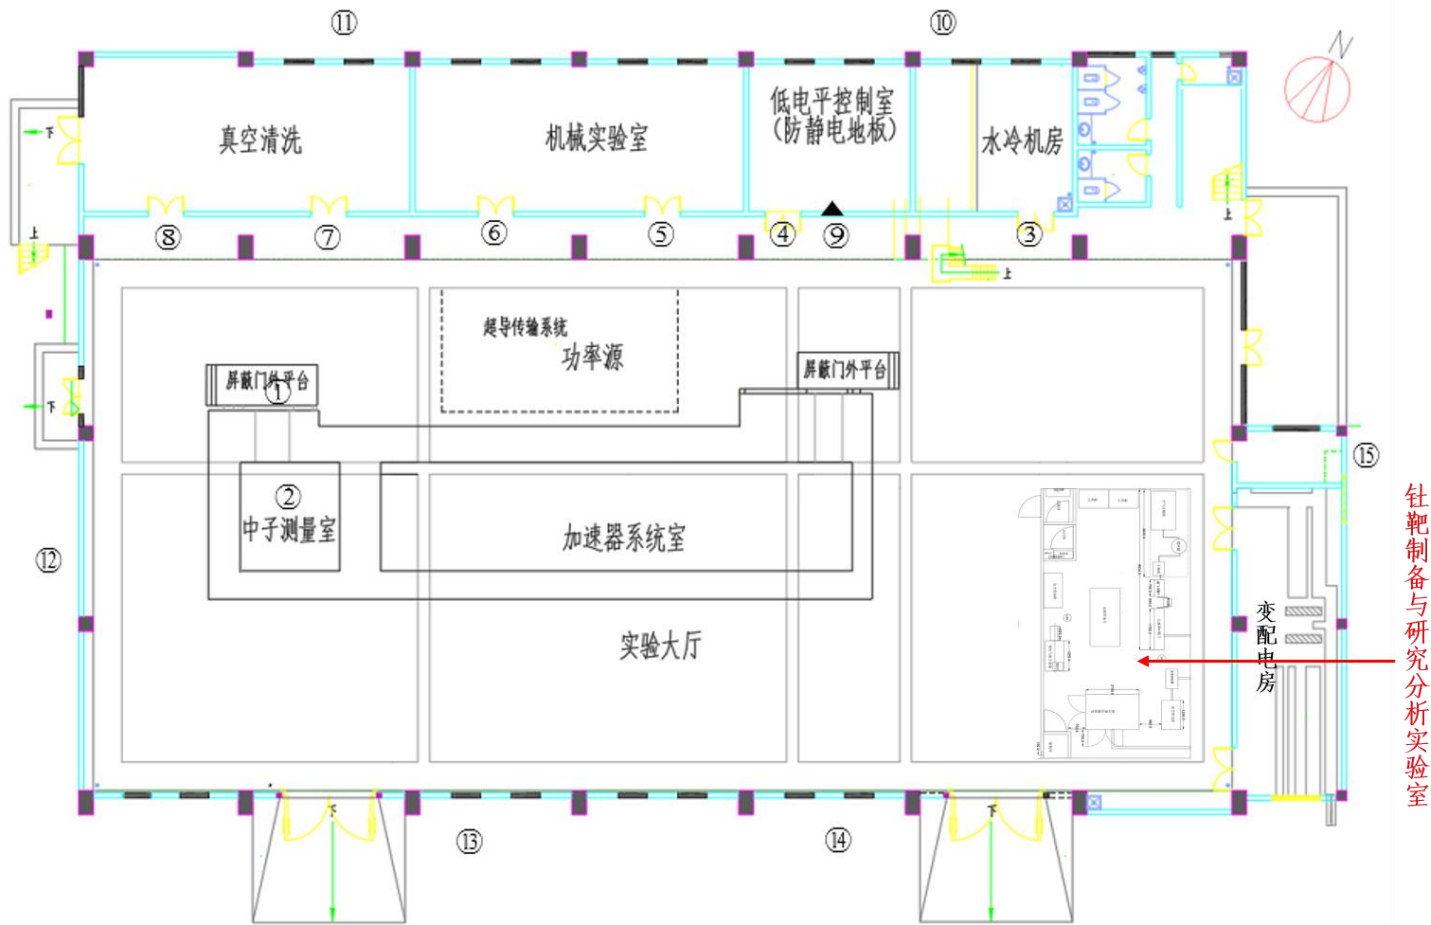 ⑪
⑩
N
真空清洗
机械实验室
低电平控制室
（防静电地板）
水冷机房
下
上
上
⑧
⑦
⑥
⑤
④
⑨
③
上
超导传输系统
功率源
屏蔽门外平台
①
屏蔽门外平台
下
②
中子测量室
加速器系统室
⑮
⑫
实验大厅
变配电房
钍靶制备与研究分析实验室
下
下
⑬
⑭